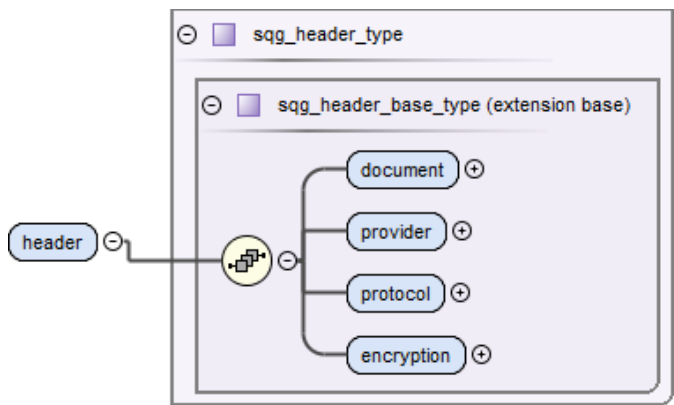 sqg_header_type
sqg_header_base_type (extension base)
document
provider
header
protocol
encryption